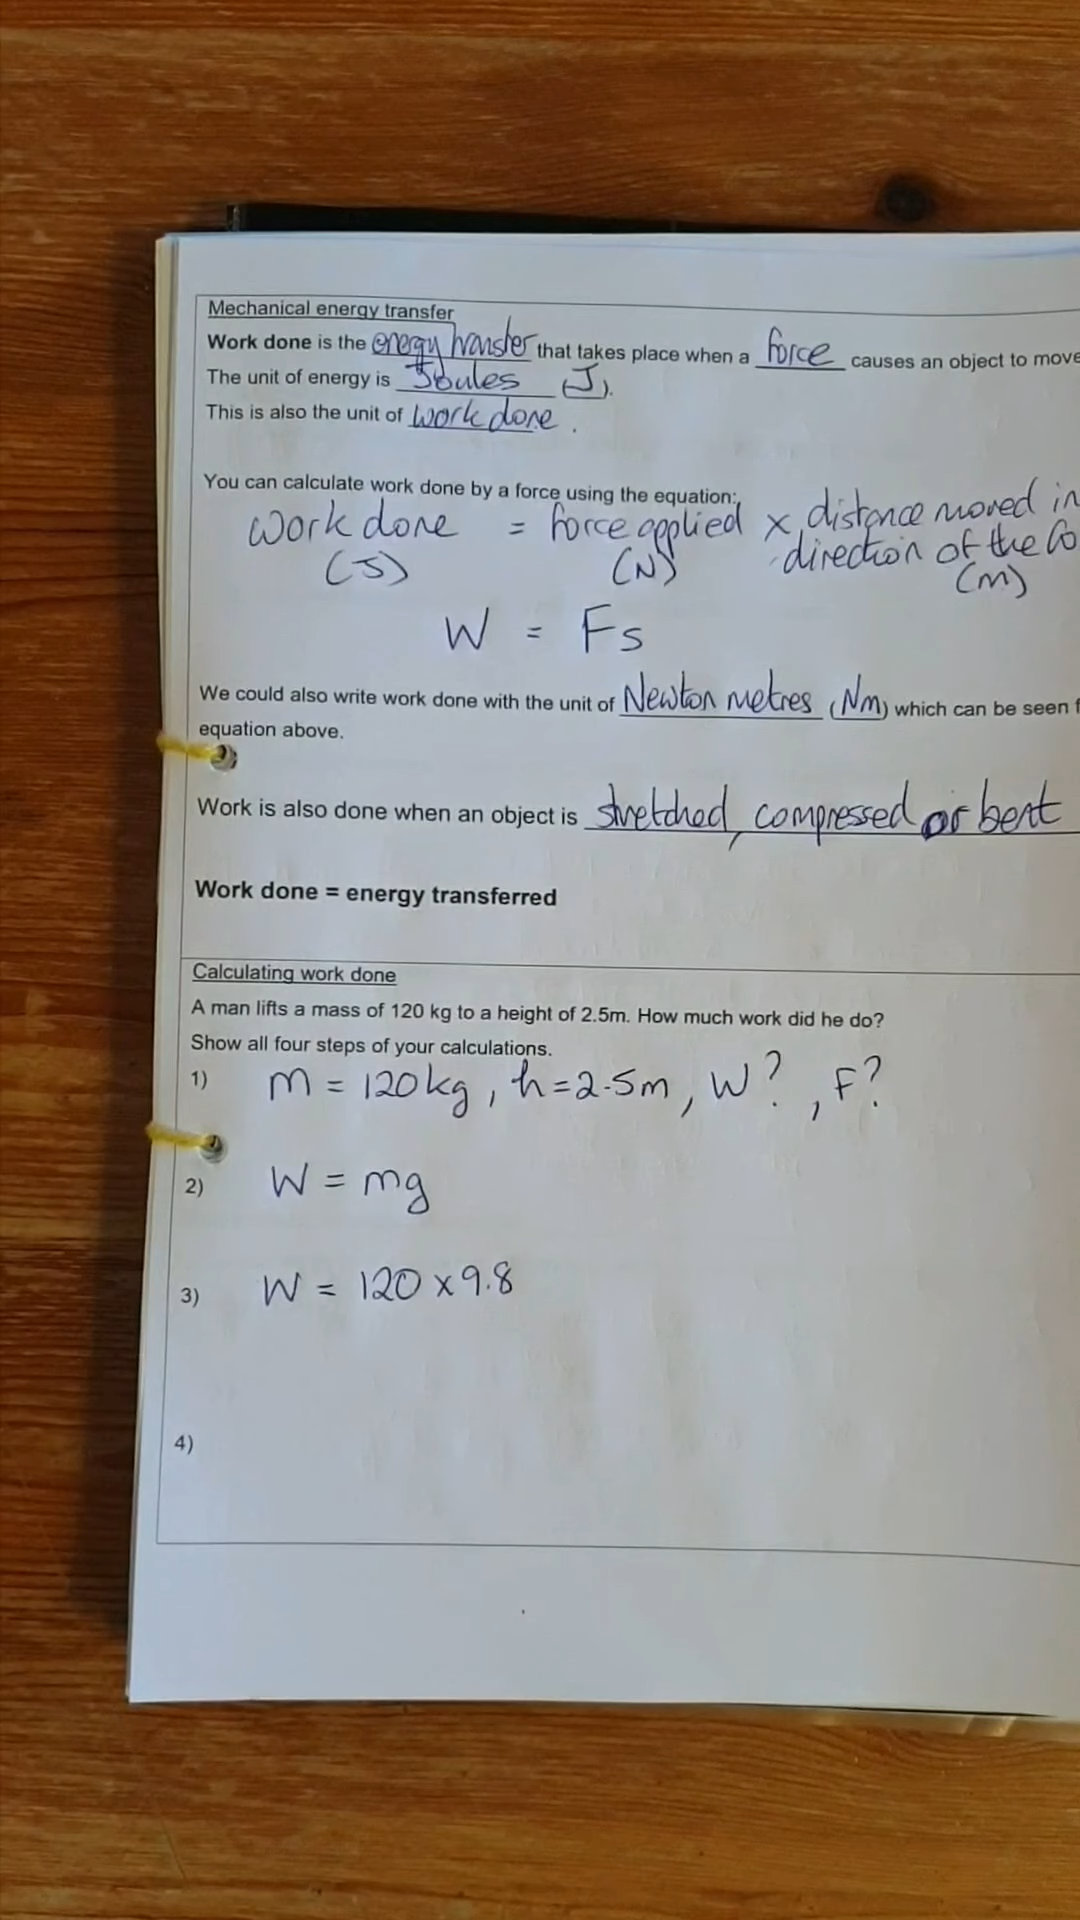 Mechanical energy transfer
Work done is the energy transfer that takes place when a force causes an object to move
The unit of energy is Joules (J).
This is also the unit of work done.
You can calculate work done by a force using the equation:
work done = force applied × distance moved in
direction of the fo
(J) (N) (m)
W = Fs
We could also write work done with the unit of Newton metres (Nm) which can be seen f
equation above.
Work is also done when an object is stretched, compressed or bent
Work done = energy transferred
Calculating work done
A man lifts a mass of 120 kg to a height of 2.5m. How much work did he do?
Show all four steps of your calculations.
1) m = 120kg, h = 2.5m, W?, F?
2) W = mg
3) W = 120 × 9.8
4)